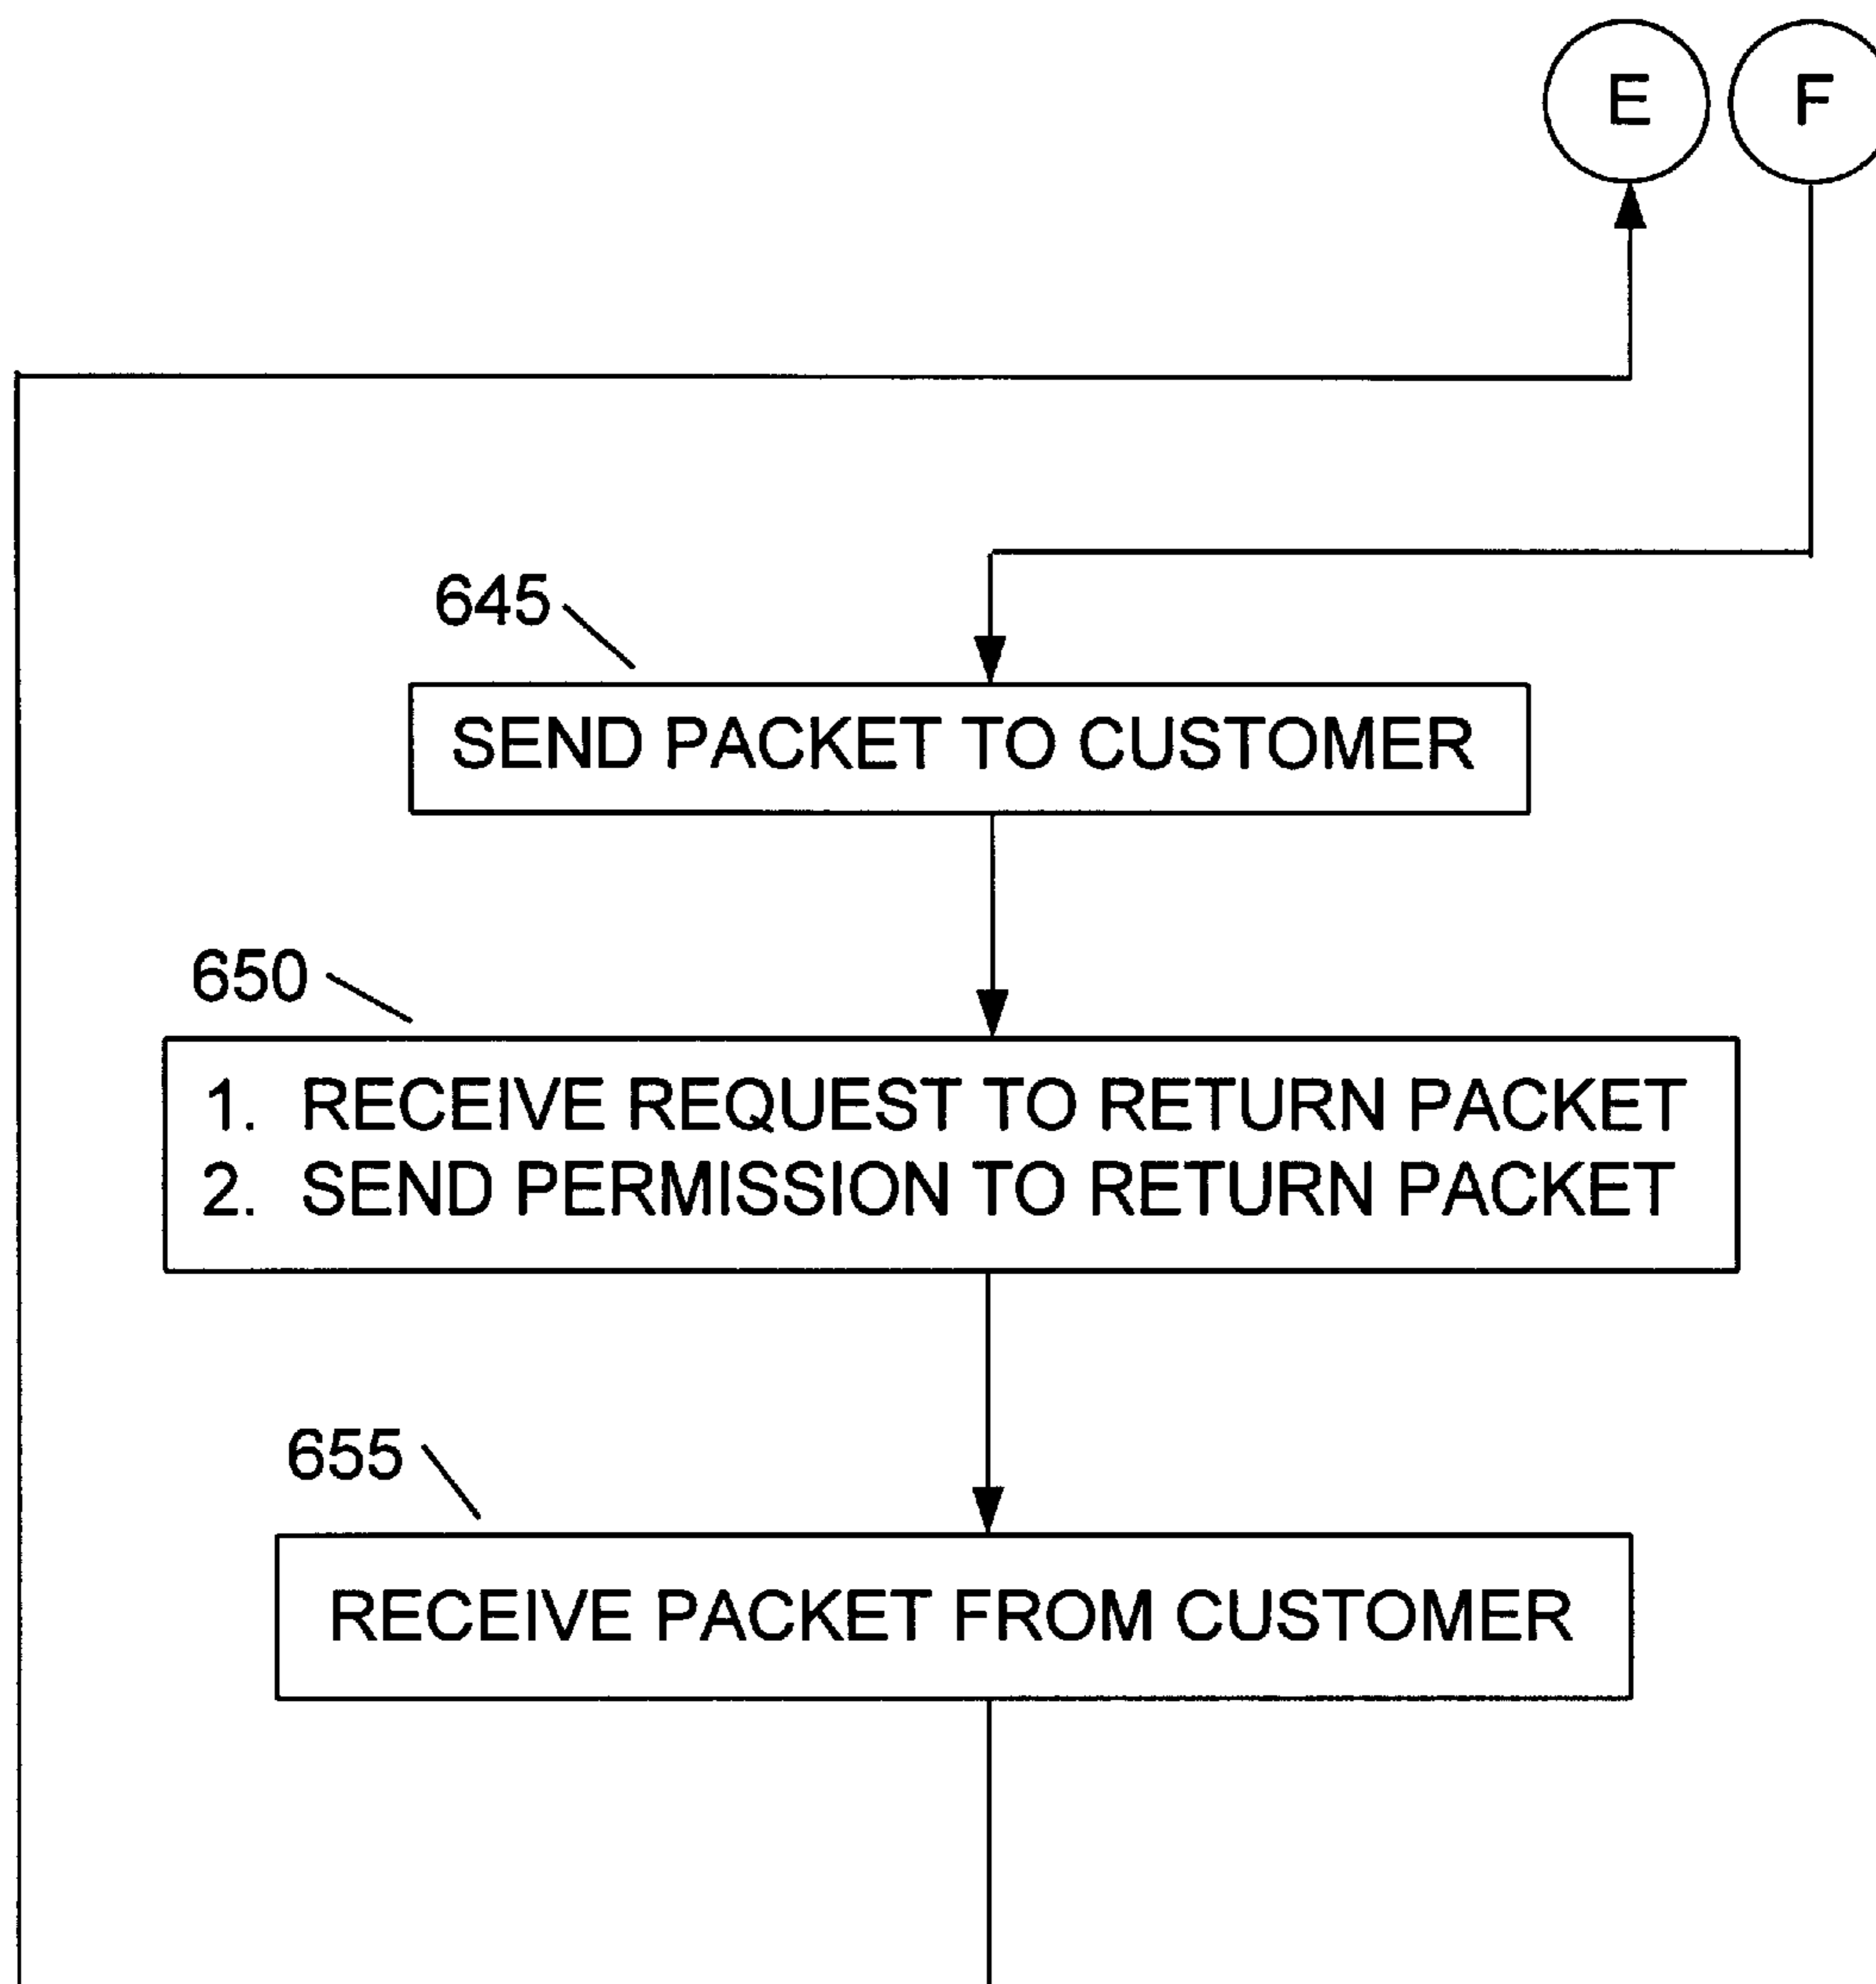 E F
645
SEND PACKET TO CUSTOMER
650
1. RECEIVE REQUEST TO RETURN PACKET
2. SEND PERMISSION TO RETURN PACKET
655
RECEIVE PACKET FROM CUSTOMER